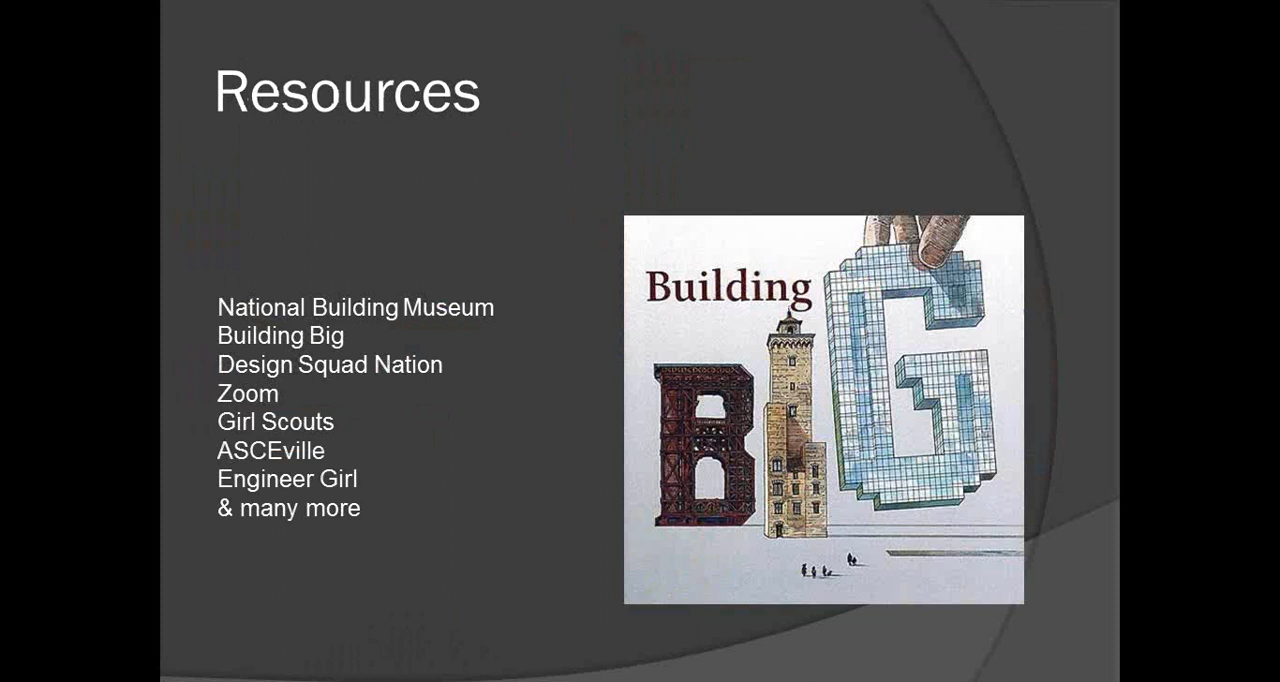 Resources
National Building Museum
Building Big
Design Squad Nation
Zoom
Girl Scouts
ASCEville
Engineer Girl
& many more
Building
BIG